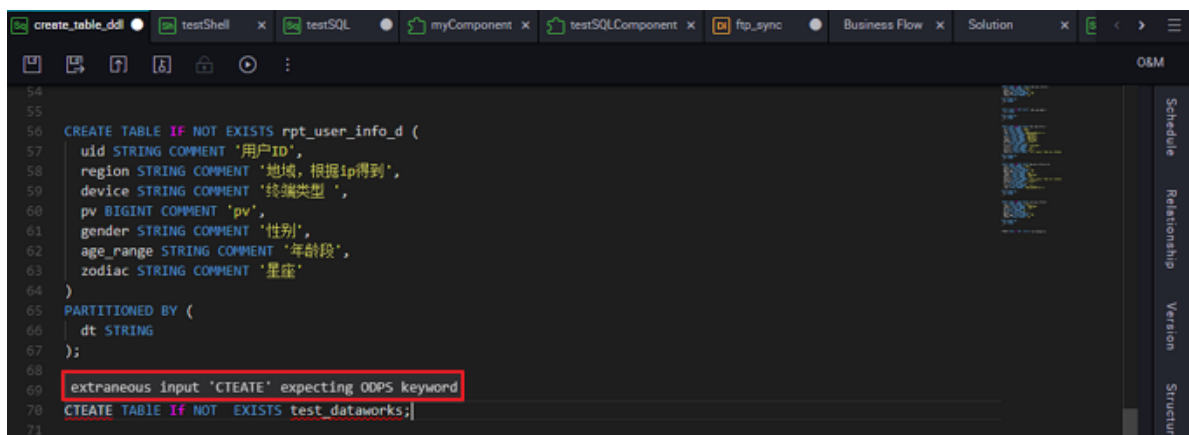 Sq create_table_ddl Sh testShell Sq testSQL myComponent testSQLComponent DI ftp_sync Business Flow Solution
O&M
54
55
56 CREATE TABLE IF NOT EXISTS rpt_user_info_d (
57 uid STRING COMMENT '用户ID',
58 region STRING COMMENT '地域，根据ip得到',
59 device STRING COMMENT '终端类型 ',
60 pv BIGINT COMMENT 'pv',
61 gender STRING COMMENT '性别',
62 age_range STRING COMMENT '年龄段',
63 zodiac STRING COMMENT '星座'
64 )
65 PARTITIONED BY (
66 dt STRING
67 );
68
69 extraneous input 'CTEATE' expecting ODPS keyword
70 CTEATE TABlE If NOT EXISTS test_dataworks;
71
Schedule
Relationship
Version
Structur